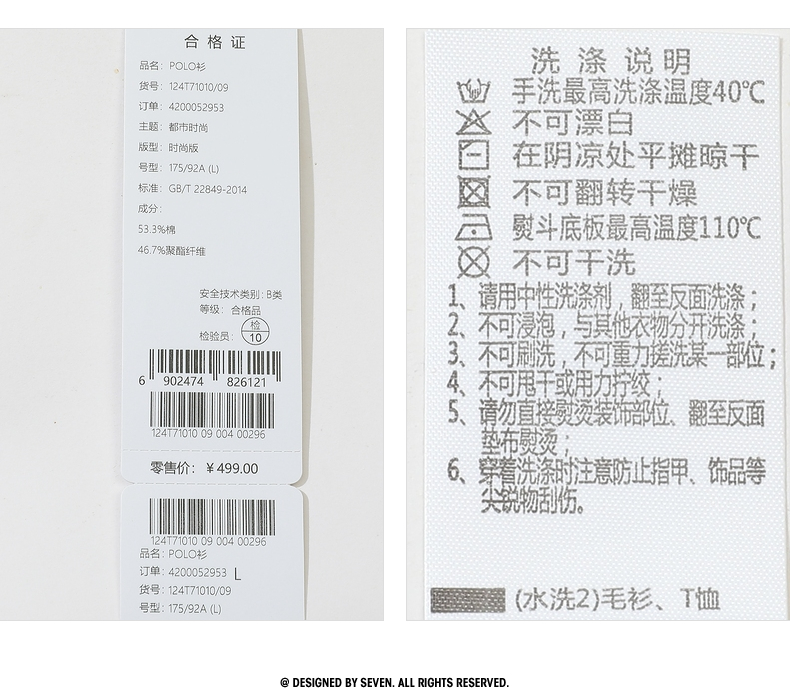 合格证
品名： POLO衫
货号： 124T71010/09
订单： 4200052953
主题： 都市时尚
版型： 时尚版
号型： 175/92A (L)
标准： GB/T 22849-2014
成分：
53.3%棉
46.7%聚酯纤维
安全技术类别：B类
等级： 合格品
检验员： 检 10
6 902474 826121
124T71010 09 004 00296
零售价： ￥499.00
124T71010 09 004 00296
品名： POLO衫
订单： 4200052953 L
货号： 124T71010/09
号型： 175/92A (L)
洗涤说明
手洗最高洗涤温度40℃
不可漂白
在阴凉处平摊晾干
不可翻转干燥
熨斗底板最高温度110℃
不可干洗
1、请用中性洗涤剂，翻至反面洗涤；
2、不可浸泡，与其他衣物分开洗涤；
3、不可刷洗，不可重力搓洗某一部位；
4、不可甩干或用力拧绞；
5、请勿直接熨烫装饰部位、翻至反面
垫布熨烫；
6、穿着洗涤时注意防止指甲、饰品等
尖锐物刮伤。
(水洗2)毛衫、T恤
@ DESIGNED BY SEVEN. ALL RIGHTS RESERVED.